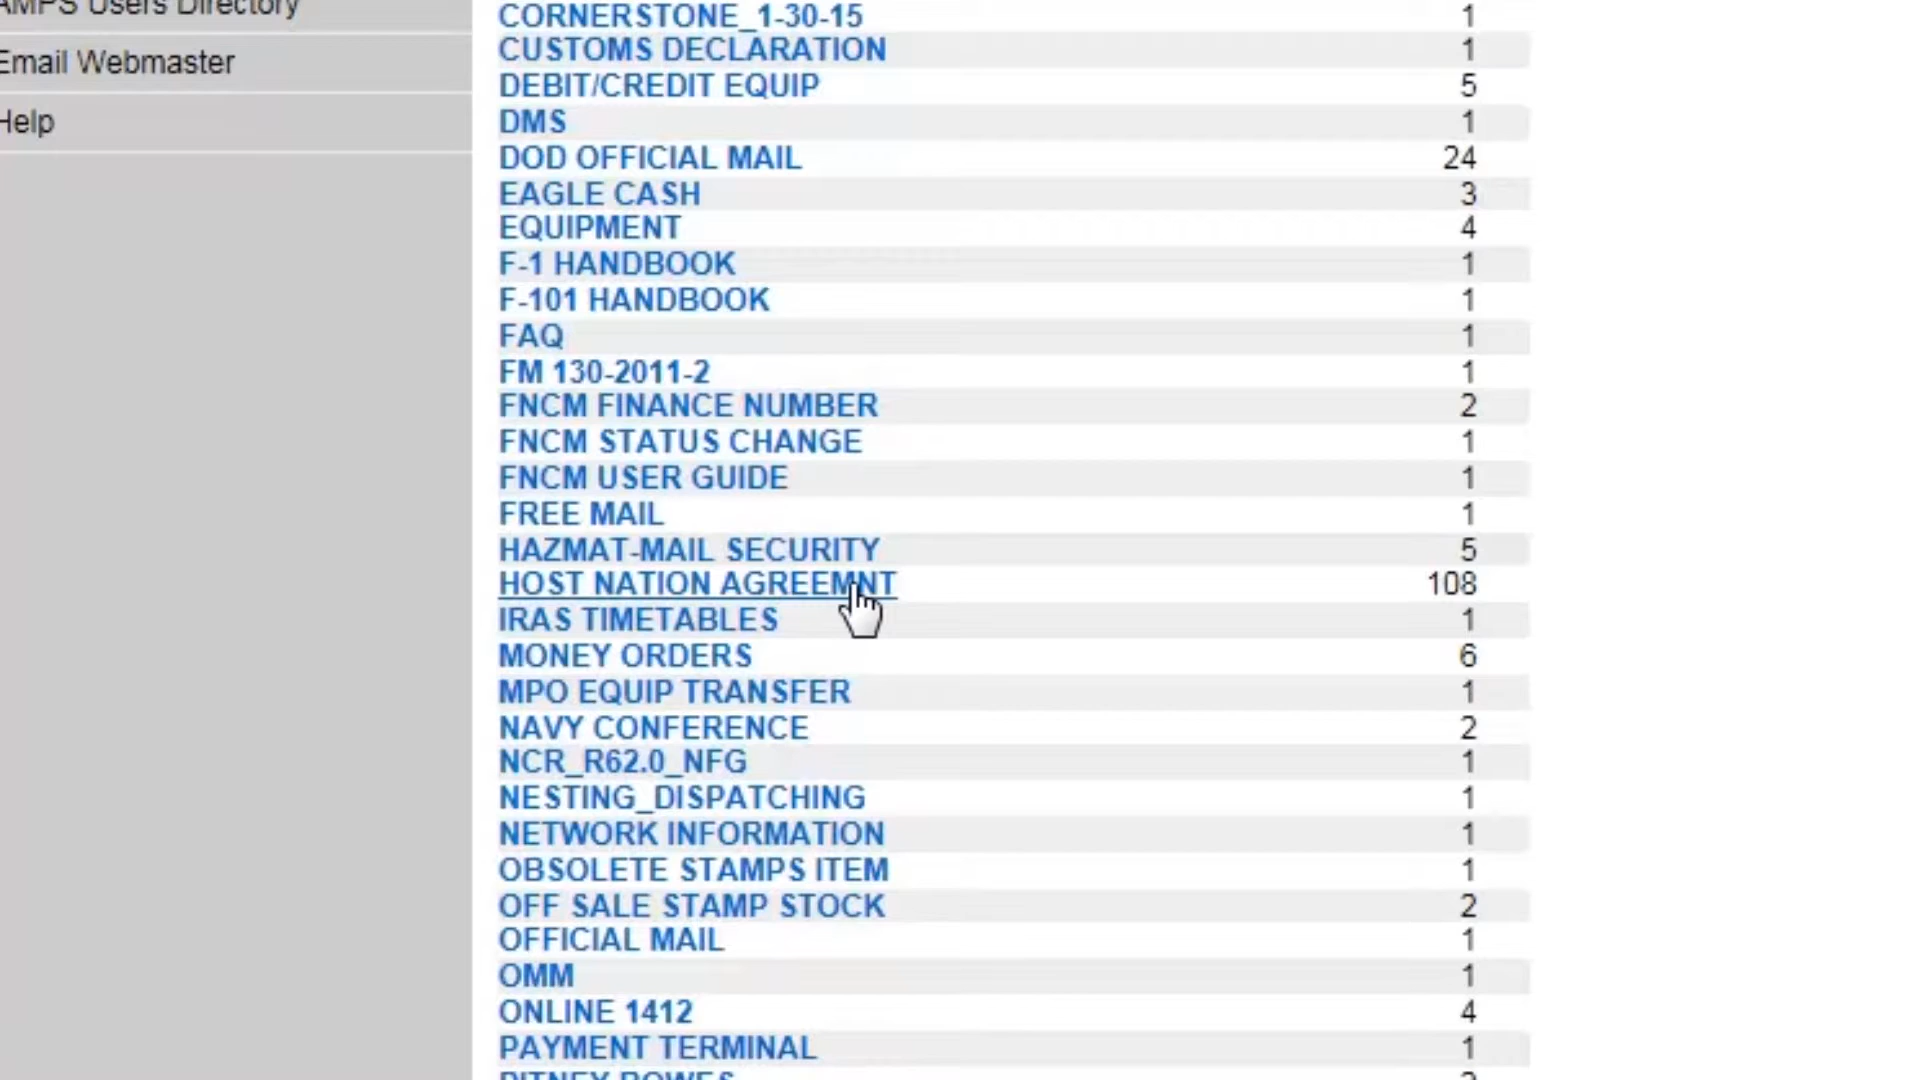 AMPS Users Directory
Email Webmaster
Help
CORNERSTONE_1-30-15 1
CUSTOMS DECLARATION 1
DEBIT/CREDIT EQUIP 5
DMS 1
DOD OFFICIAL MAIL 24
EAGLE CASH 3
EQUIPMENT 4
F-1 HANDBOOK 1
F-101 HANDBOOK 1
FAQ 1
FM 130-2011-2 1
FNCM FINANCE NUMBER 2
FNCM STATUS CHANGE 1
FNCM USER GUIDE 1
FREE MAIL 1
HAZMAT-MAIL SECURITY 5
HOST NATION AGREEMNT 108
IRAS TIMETABLES 1
MONEY ORDERS 6
MPO EQUIP TRANSFER 1
NAVY CONFERENCE 2
NCR_R62.0_NFG 1
NESTING_DISPATCHING 1
NETWORK INFORMATION 1
OBSOLETE STAMPS ITEM 1
OFF SALE STAMP STOCK 2
OFFICIAL MAIL 1
OMM 1
ONLINE 1412 4
PAYMENT TERMINAL 1
PITNEY BOWES